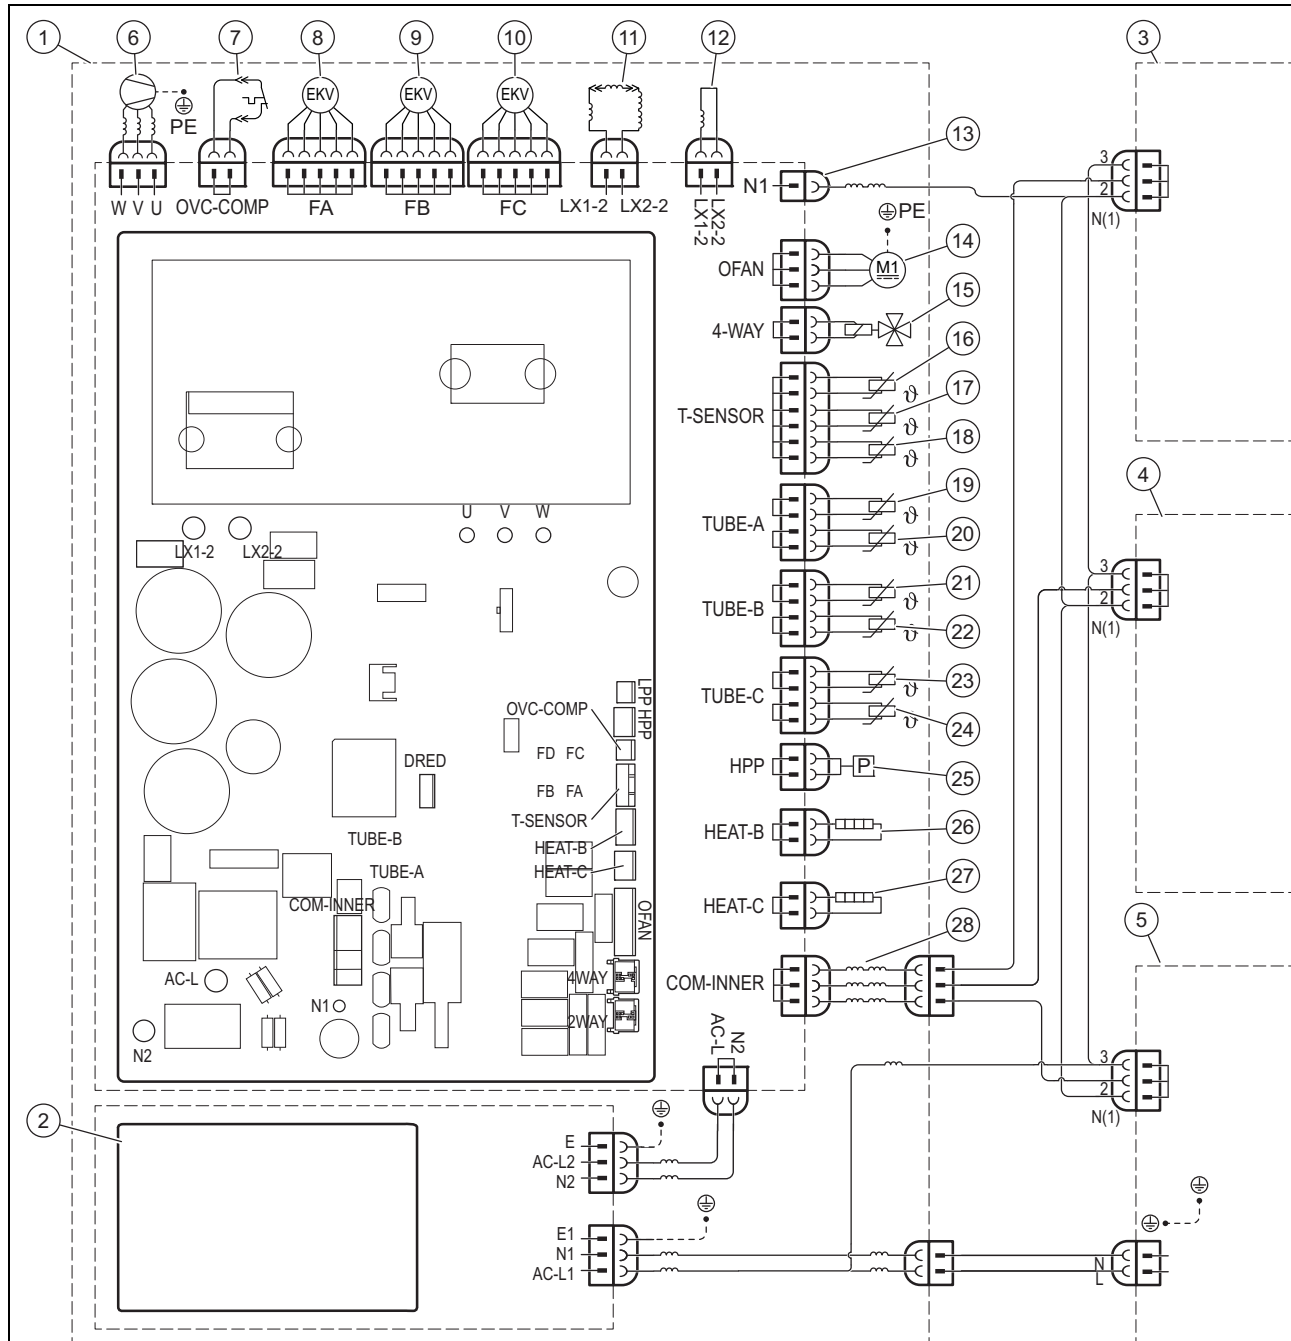 1 6 7 8 9 10 11 12 3
EKV EKV EKV
PE
13
N1
3
2
N(1)
W V U OVC-COMP FA FB FC LX1-2 LX2-2
LX1-2
LX2-2
PE
OFAN M1 14
4-WAY 15
16
T-SENSOR ϑ 17
ϑ 18
ϑ
4
TUBE-A 19
ϑ 20
ϑ
U V W
LX1-2 LX2-2
3
2
N(1)
TUBE-B 21
ϑ 22
ϑ
TUBE-C 23
ϑ 24
ϑ
LPP HPP
OVC-COMP
FD FC
DRED
FB FA
T-SENSOR
HPP P 25
TUBE-B
HEAT-B
HEAT-B 26
TUBE-A
HEAT-C
COM-INNER
OFAN
HEAT-C 27
28 5
AC-L
4WAY
COM-INNER
N1
2WAY
N2
AC-L
N2
3
2
N(1)
2
E
AC-L2
N2
E1
N1
AC-L1
N
L